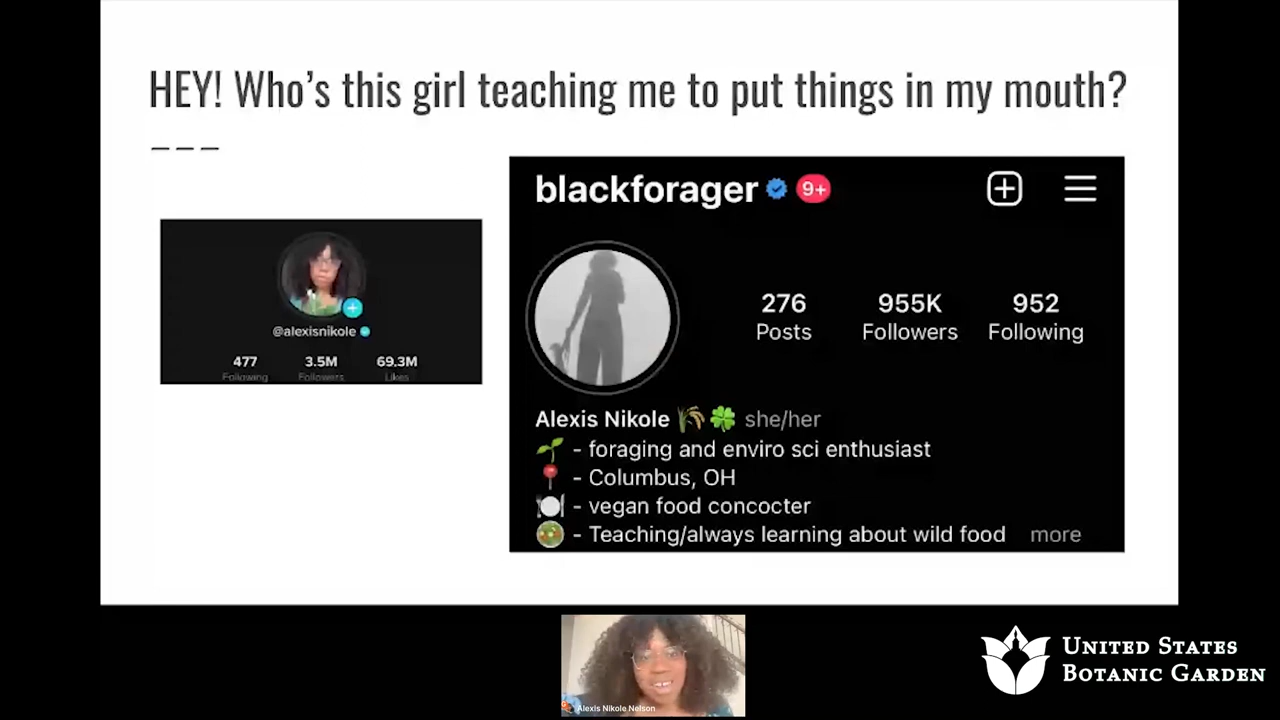 HEY! Who's this girl teaching me to put things in my mouth?
@alexisnikole
477 3.5M 69.3M
Following Followers Likes
blackforager 9+
276 955K 952
Posts Followers Following
Alexis Nikole she/her
- foraging and enviro sci enthusiast
- Columbus, OH
- vegan food concocter
- Teaching/always learning about wild food more
Alexis Nikole Nelson
UNITED STATES
BOTANIC GARDEN